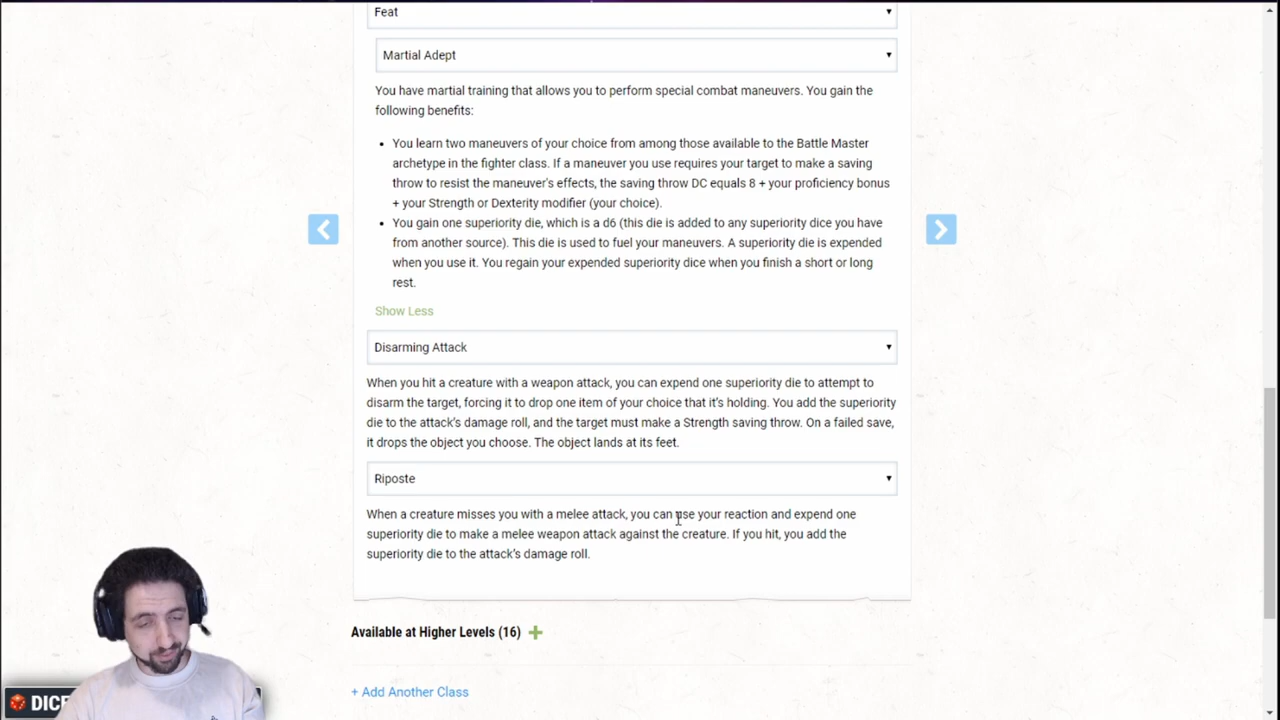 Feat
Martial Adept
You have martial training that allows you to perform special combat maneuvers. You gain the
following benefits:
• You learn two maneuvers of your choice from among those available to the Battle Master
archetype in the fighter class. If a maneuver you use requires your target to make a saving
throw to resist the maneuver's effects, the saving throw DC equals 8 + your proficiency bonus
+ your Strength or Dexterity modifier (your choice).
• You gain one superiority die, which is a d6 (this die is added to any superiority dice you have
from another source). This die is used to fuel your maneuvers. A superiority die is expended
when you use it. You regain your expended superiority dice when you finish a short or long
rest.
Show Less
Disarming Attack
When you hit a creature with a weapon attack, you can expend one superiority die to attempt to
disarm the target, forcing it to drop one item of your choice that it's holding. You add the superiority
die to the attack's damage roll, and the target must make a Strength saving throw. On a failed save,
it drops the object you choose. The object lands at its feet.
Riposte
When a creature misses you with a melee attack, you can use your reaction and expend one
superiority die to make a melee weapon attack against the creature. If you hit, you add the
superiority die to the attack's damage roll.
Available at Higher Levels (16)
+ Add Another Class